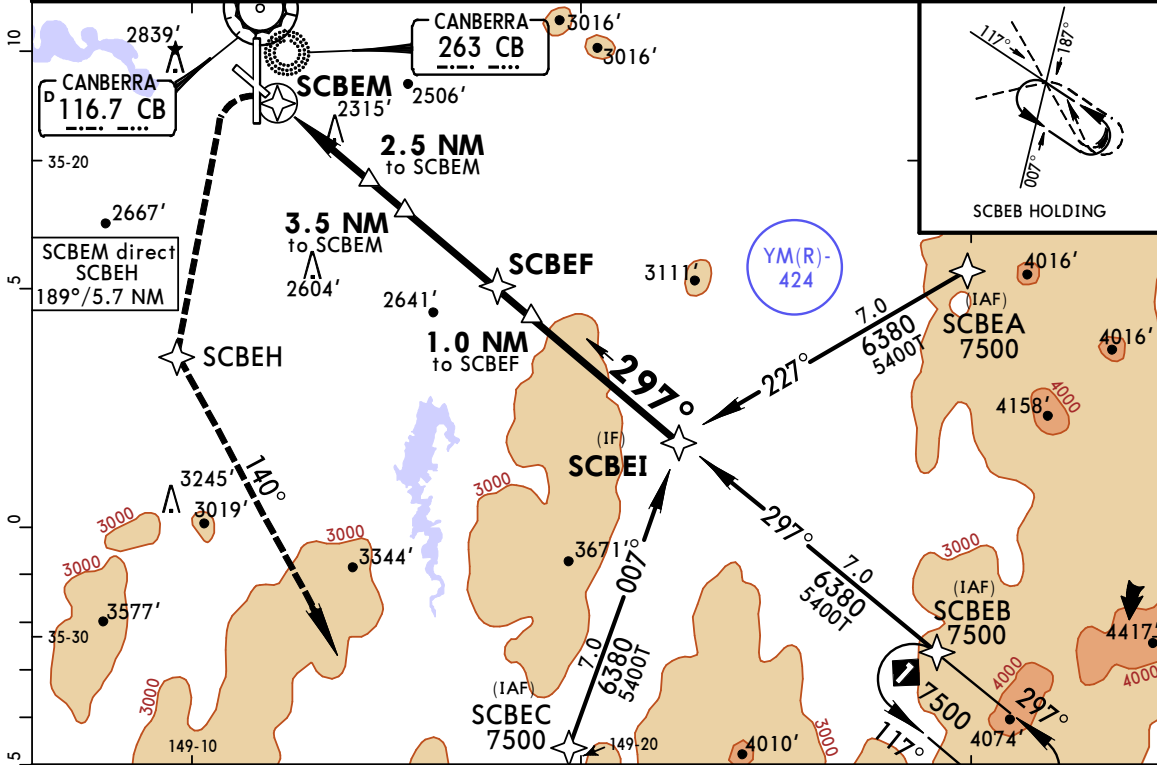 10
5
0
5
2839'
CANBERRA
D 116.7 CB
CANBERRA
263 CB
3016'
3016'
SCBEM
2315'
2506'
2.5 NM
to SCBEM
35-20
2667'
3.5 NM
to SCBEM
SCBEM direct
SCBEH
189°/5.7 NM
2604'
SCBEF
2641'
1.0 NM
to SCBEF
3111'
YM(R)-
424
117°
187°
007°
SCBEB HOLDING
4016'
(IAF)
SCBEA
7500
7.0
6380
5400T
227°
4016'
4158'
4000
SCBEH
297°
(IF)
SCBEI
140°
3245'
3019'
3000
3000
3000
3344'
3577'
3000
3671'
007°
7.0
6380
5400T
297°
7.0
6380
5400T
3000
(IAF)
SCBEB
7500
4417'
4000
35-30
3000
149-10
(IAF)
SCBEC
7500
149-20
4010'
3000
7500
117°
4000
297°
4074'